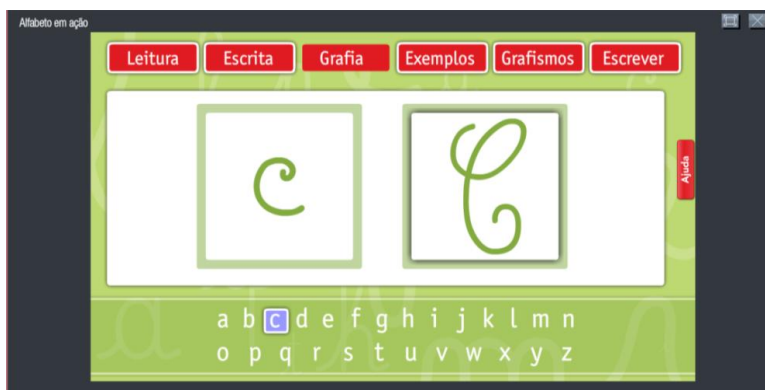 Alfabeto em ação
Leitura Escrita Grafia Exemplos Grafismos Escrever
c C
Ajuda
a b c d e f g h i j k l m n
o p q r s t u v w x y z